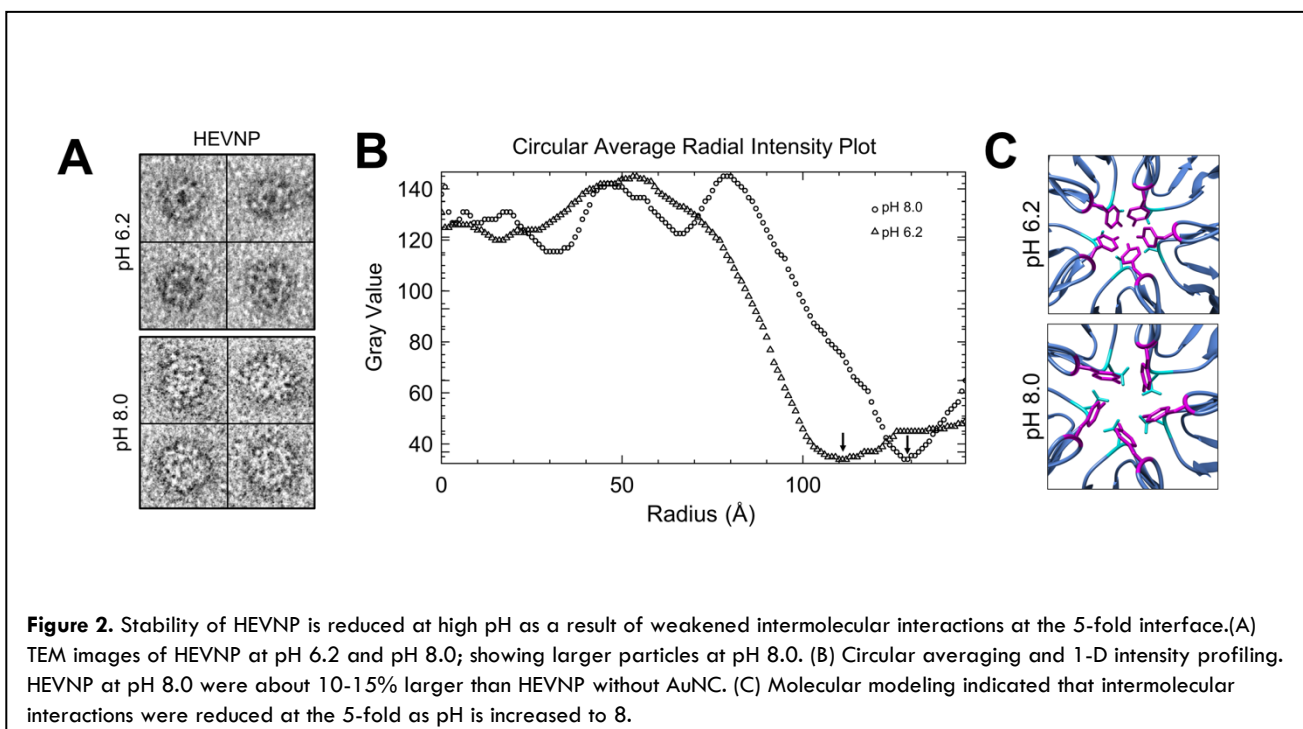 A
HEVNP
pH 6.2
pH 8.0
B
Circular Average Radial Intensity Plot
Gray Value
140
120
100
80
60
40
pH 8.0
pH 6.2
0
50
100
Radius (Å)
C
pH 6.2
pH 8.0
Figure 2. Stability of HEVNP is reduced at high pH as a result of weakened intermolecular interactions at the 5-fold interface.(A)
TEM images of HEVNP at pH 6.2 and pH 8.0; showing larger particles at pH 8.0. (B) Circular averaging and 1-D intensity profiling.
HEVNP at pH 8.0 were about 10-15% larger than HEVNP without AuNC. (C) Molecular modeling indicated that intermolecular
interactions were reduced at the 5-fold as pH is increased to 8.